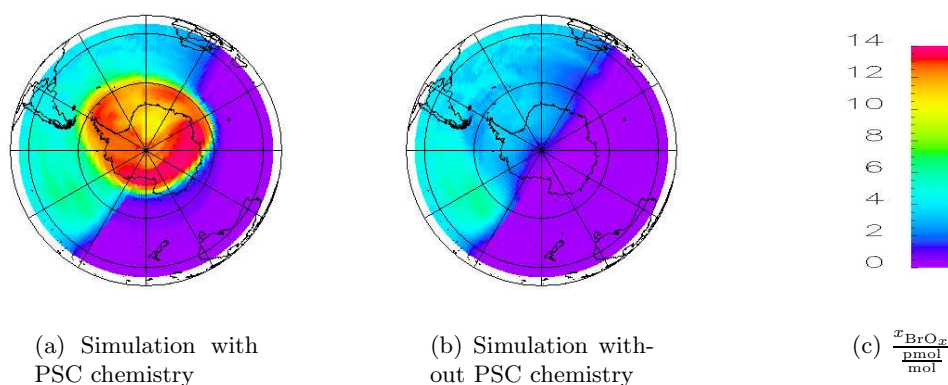 14
12
10
8
6
4
2
0
(a) Simulation with
PSC chemistry
(b) Simulation with-
out PSC chemistry
(c) xBrOx
pmol
mol